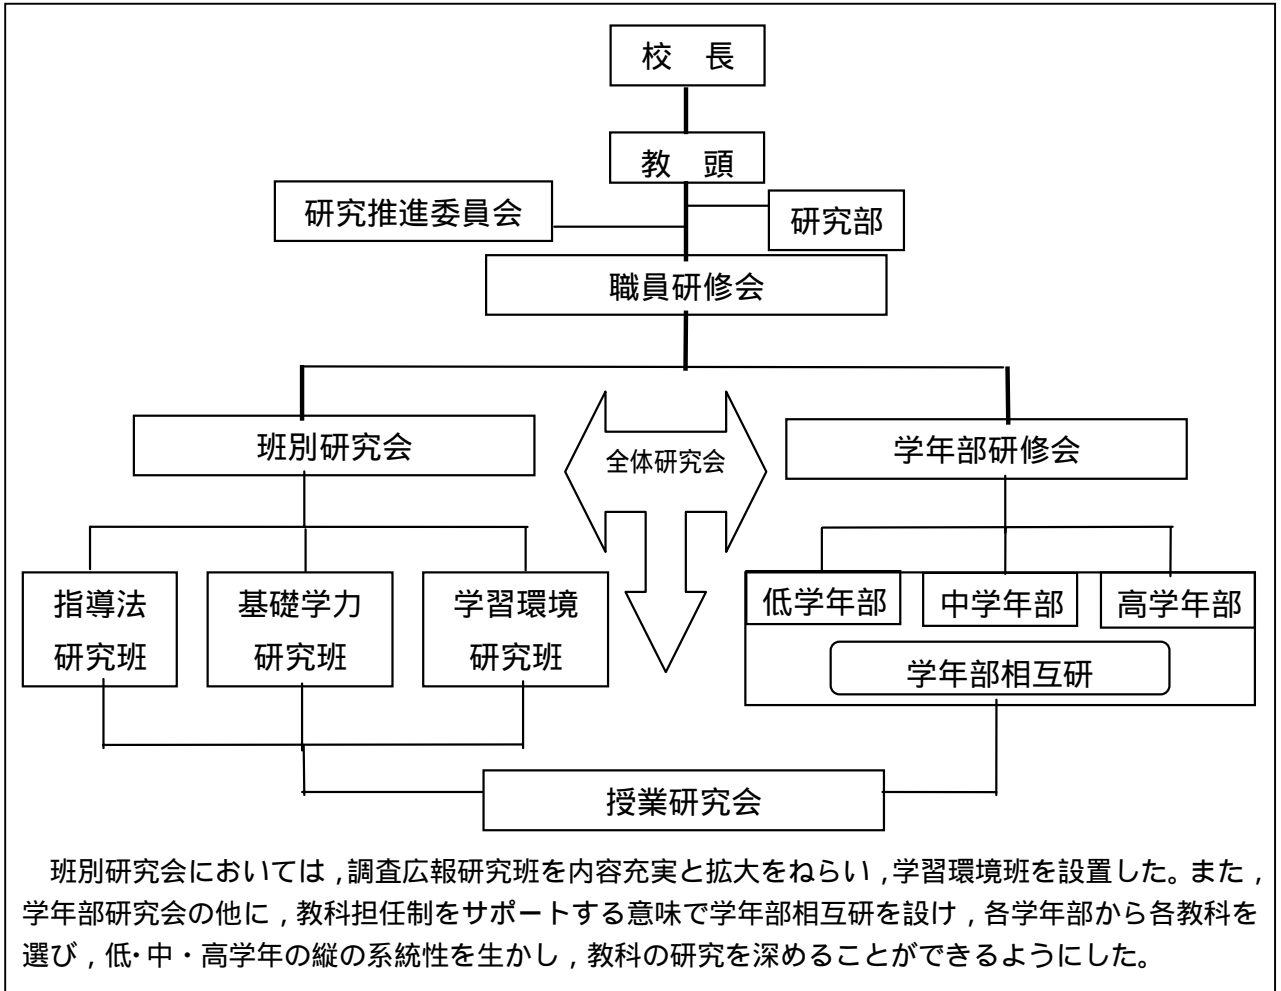 校　長
教　頭
研究推進委員会
研究部
職員研修会
班別研究会
全体研究会
学年部研修会
指導法
研究班
基礎学力
研究班
学習環境
研究班
低学年部
中学年部
高学年部
学年部相互研
授業研究会
　班別研究会においては，調査広報研究班を内容充実と拡大をねらい，学習環境班を設置した。また，
学年部研究会の他に，教科担任制をサポートする意味で学年部相互研を設け，各学年部から各教科を
選び，低・中・高学年の縦の系統性を生かし，教科の研究を深めることができるようにした。